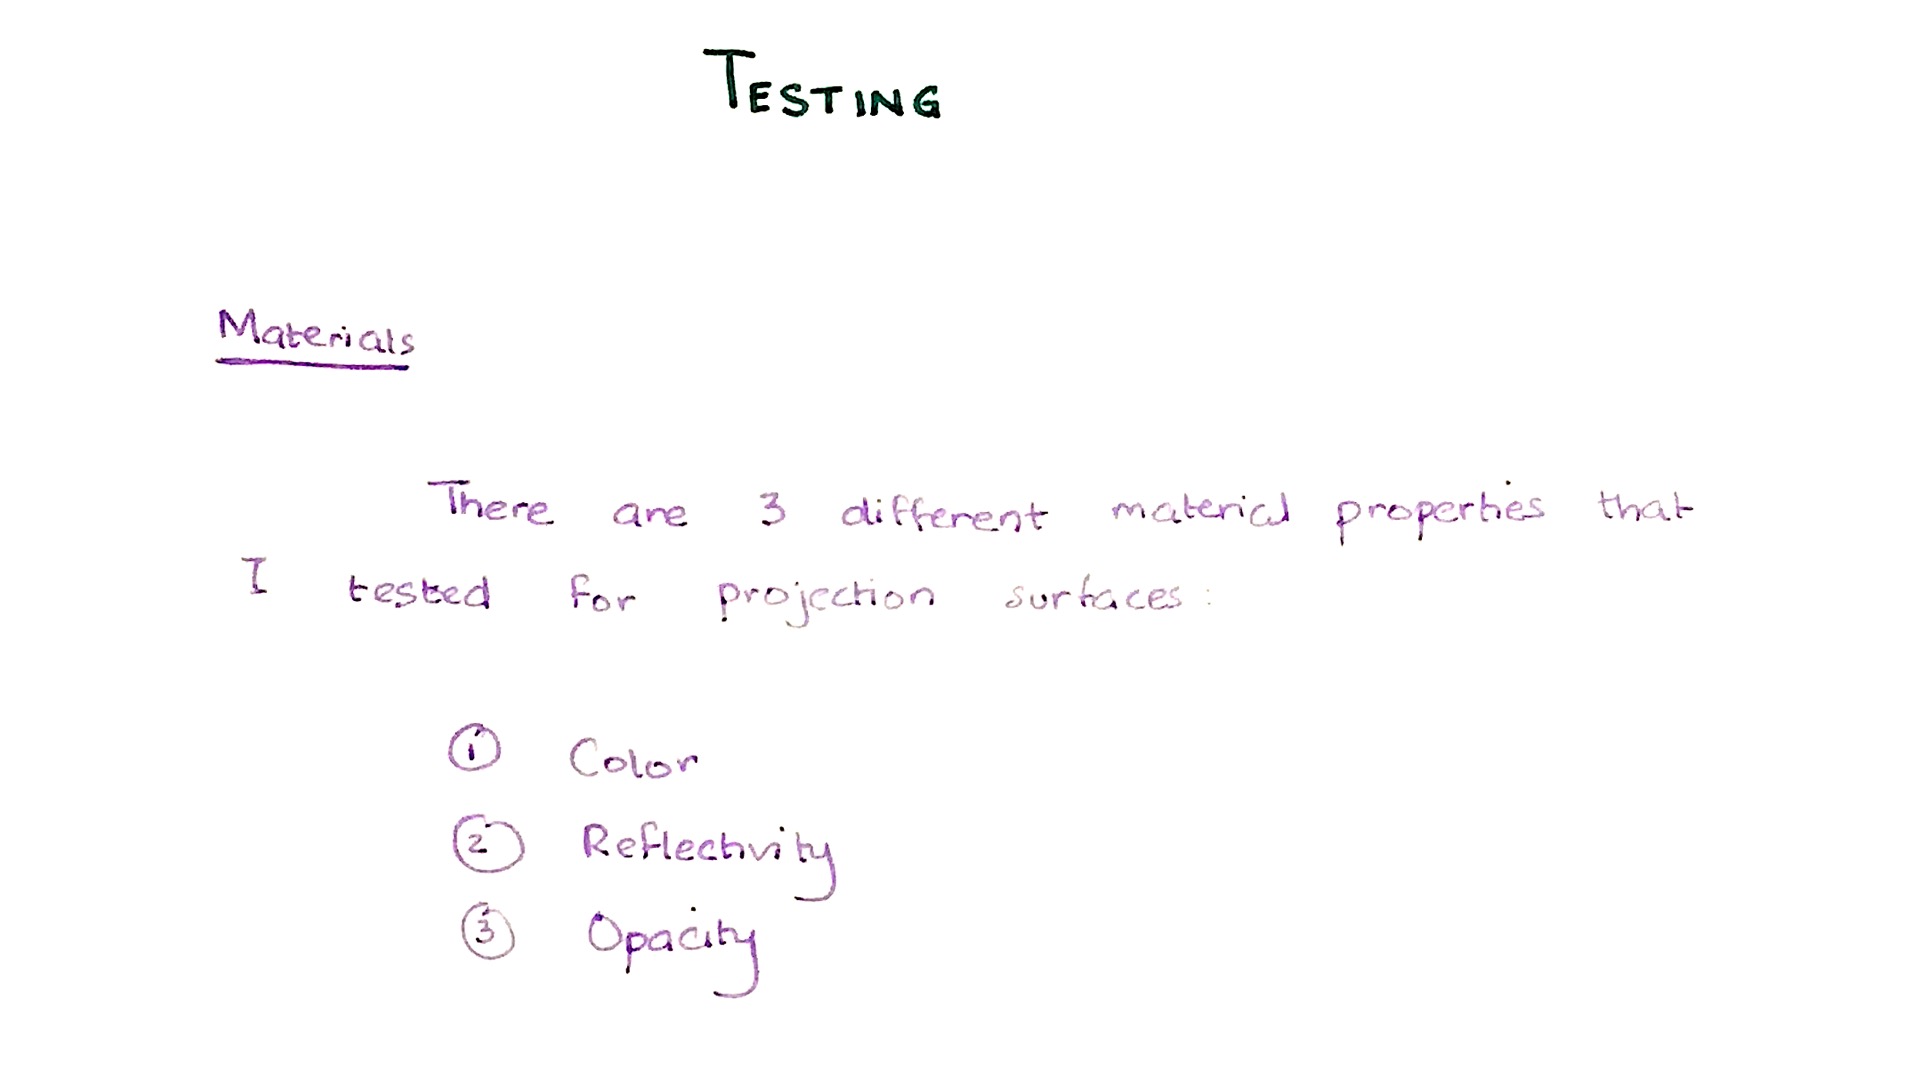 TESTING
Materials
There are 3 different material properties that
I tested for projection surfaces:
① Color
② Reflectivity
③ Opacity